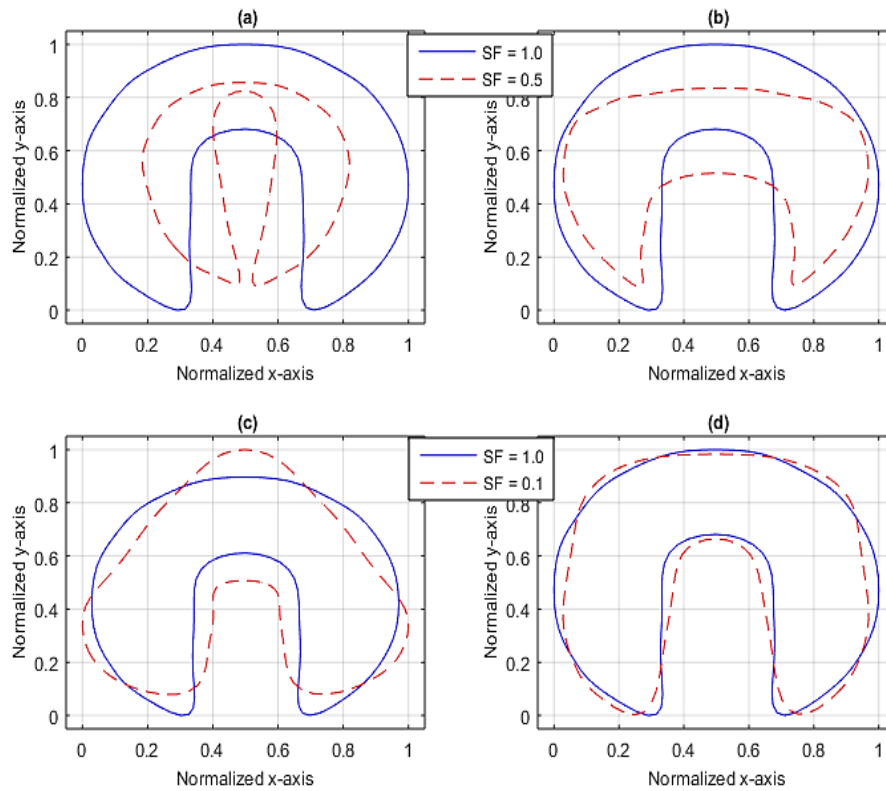 (a)
(b)
SF = 1.0
SF = 0.5
Normalized y-axis
1
0.8
0.6
0.4
0.2
0
0 0.2 0.4 0.6 0.8 1
Normalized x-axis
Normalized y-axis
1
0.8
0.6
0.4
0.2
0
0 0.2 0.4 0.6 0.8 1
Normalized x-axis
(c)
(d)
SF = 1.0
SF = 0.1
Normalized y-axis
1
0.8
0.6
0.4
0.2
0
0 0.2 0.4 0.6 0.8 1
Normalized x-axis
Normalized y-axis
1
0.8
0.6
0.4
0.2
0
0 0.2 0.4 0.6 0.8 1
Normalized x-axis